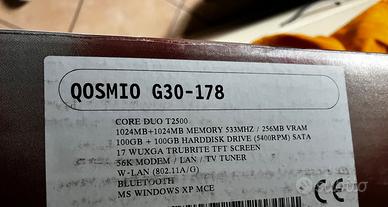 QOSMIO G30-178
CORE DUO T2500
1024MB+1024MB MEMORY 533MHZ / 256MB VRAM
100GB + 100GB HARDDISK DRIVE (5400RPM) SATA
17 WUXGA TRUBRITE TFT SCREEN
56K MODEM / LAN / TV TUNER
W-LAN (802.11A/G)
BLUETOOTH
MS WINDOWS XP MCE
CE
subito